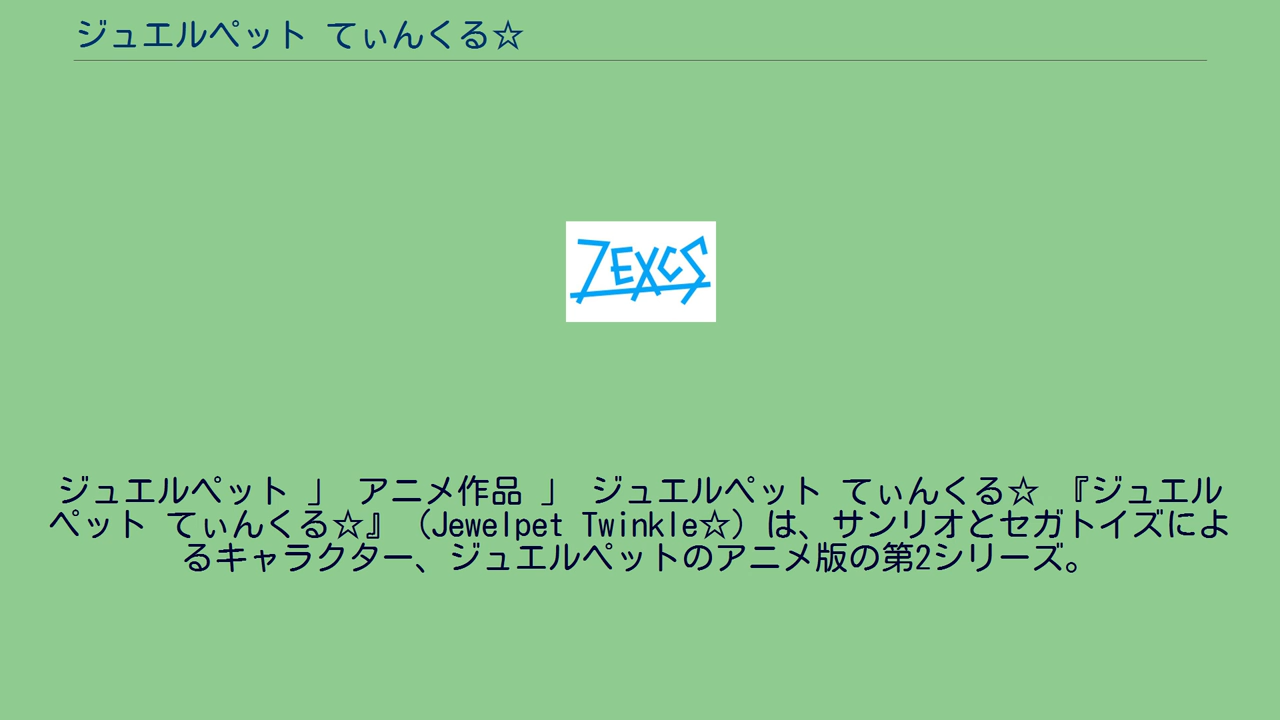 ジュエルペット てぃんくる☆
ZEXCS
ジュエルペット 」 アニメ作品 」 ジュエルペット てぃんくる☆ 『ジュエル
ペット てぃんくる☆』（Jewelpet Twinkle☆）は、サンリオとセガトイズによ
るキャラクター、ジュエルペットのアニメ版の第2シリーズ。